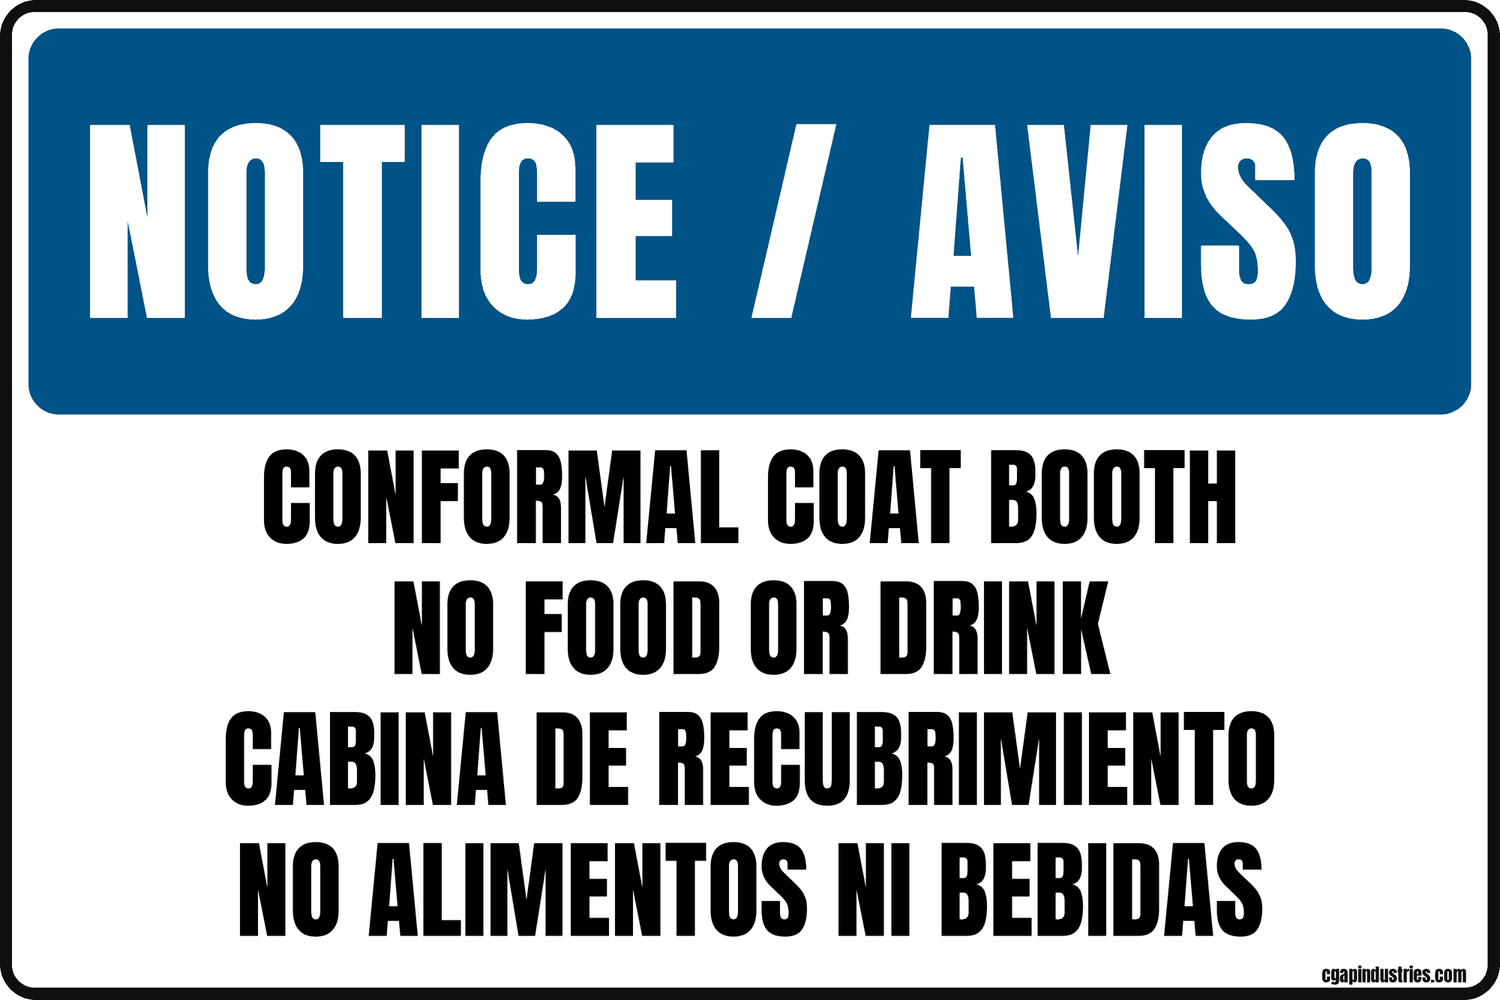 NOTICE / AVISO
CONFORMAL COAT BOOTH
NO FOOD OR DRINK
CABINA DE RECUBRIMIENTO
NO ALIMENTOS NI BEBIDAS
cgapindustries.com